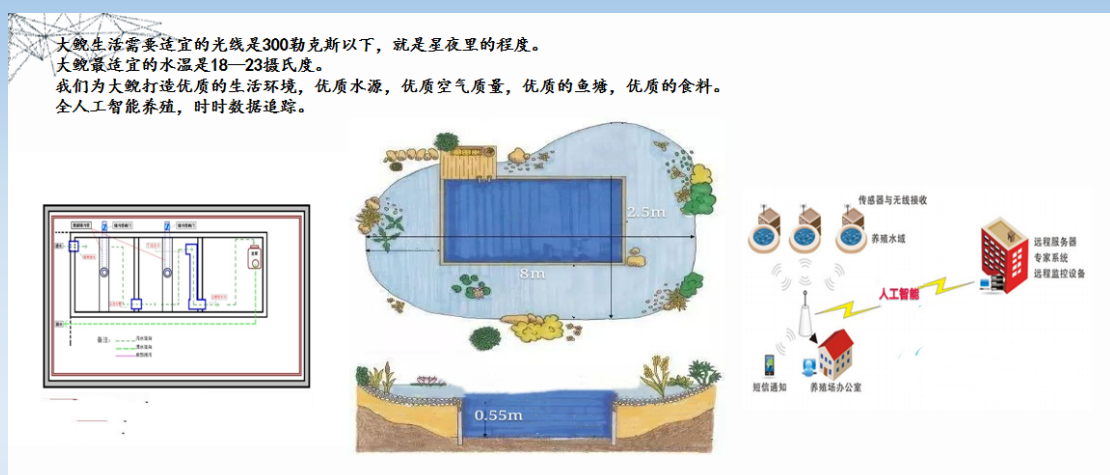 大鲵生活需要适宜的光线是300勒克斯以下，就是星夜里的程度。
大鲵最适宜的水温是18—23摄氏度。
我们为大鲵打造优质的生活环境，优质水源，优质空气质量，优质的鱼塘，优质的食料。
全人工智能养殖，时时数据追踪。
2.5m
8m
0.55m
备注：
传感器与无线接收
养殖水域
远程服务器
专家系统
远程监控设备
人工智能
短信通知
养殖场办公室